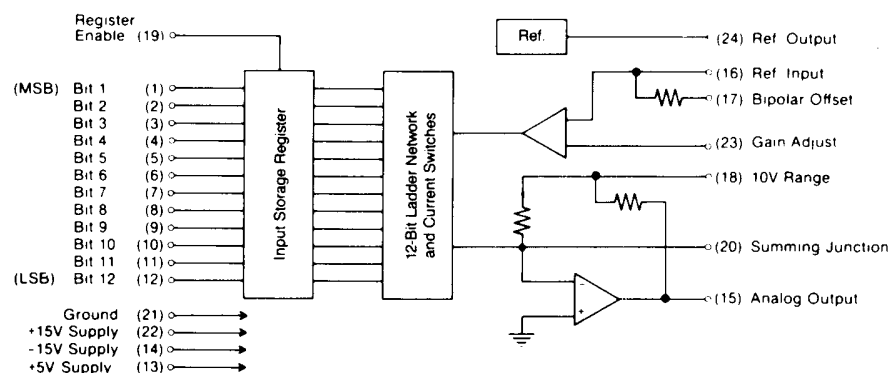 Register
Enable (19)
Ref.
(24) Ref Output
(16) Ref Input
(17) Bipolar Offset
(23) Gain Adjust
(18) 10V Range
(20) Summing Junction
(15) Analog Output
(MSB) Bit 1 (1)
Bit 2 (2)
Bit 3 (3)
Bit 4 (4)
Bit 5 (5)
Bit 6 (6)
Bit 7 (7)
Bit 8 (8)
Bit 9 (9)
Bit 10 (10)
Bit 11 (11)
(LSB) Bit 12 (12)
Input Storage Register
12-Bit Ladder Network
and Current Switches
-
+
Ground (21)
+15V Supply (22)
-15V Supply (14)
+5V Supply (13)